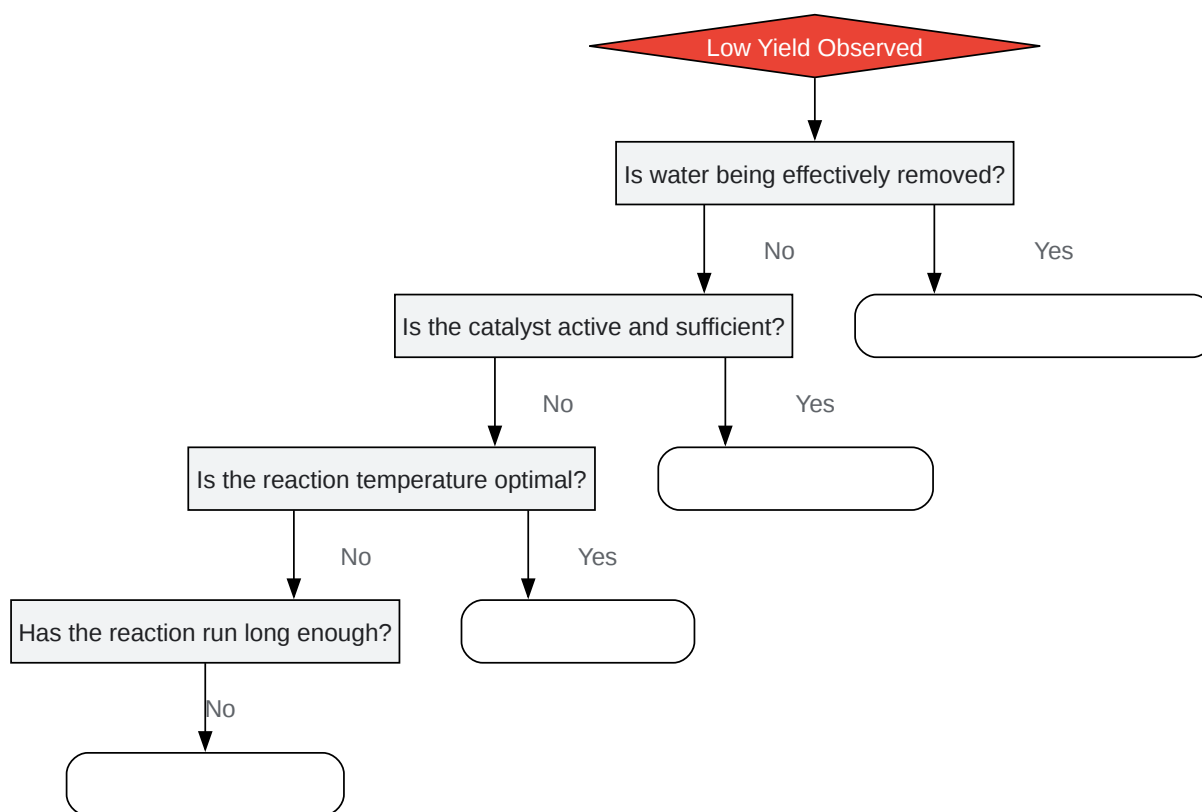 Low Yield Observed
Is water being effectively removed?
No
Yes
Is the catalyst active and sufficient?
No
Yes
Is the reaction temperature optimal?
No
Yes
Has the reaction run long enough?
No